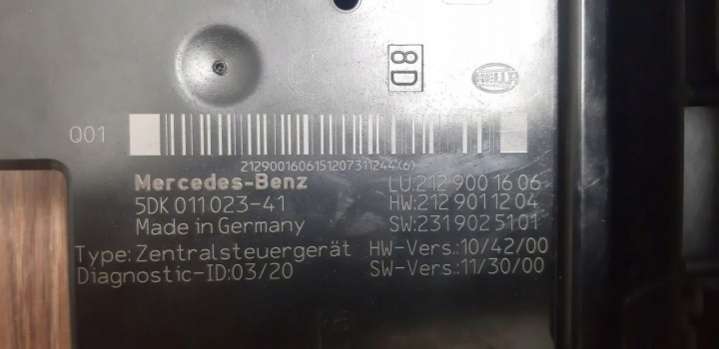 8D
HELLA
Q01
2129001606151207311244(6)
Mercedes-Benz
LU:212 900 16 06
5DK 011 023-41
HW:212 901 12 04
Made in Germany
SW:231 902 51 01
Type: Zentralsteuergerät
HW-Vers.:10/42/00
Diagnostic-ID:03/20
SW-Vers.:11/30/00